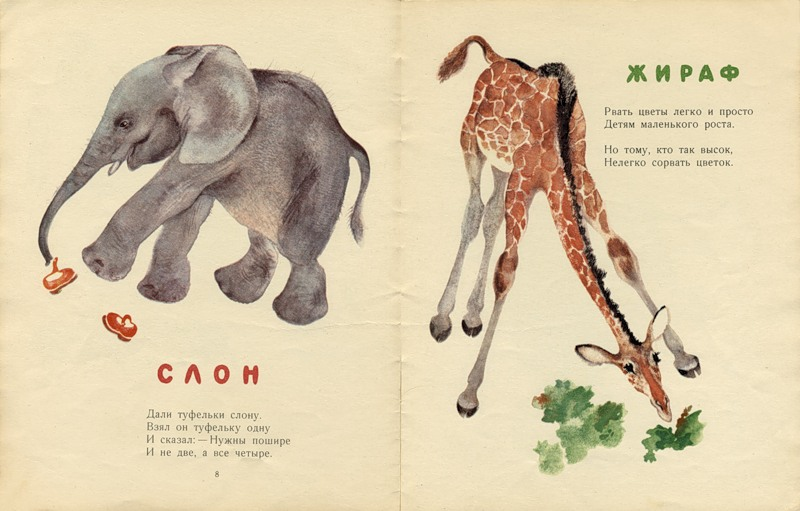 СЛОН
Дали туфельки слону.
Взял он туфельку одну
И сказал: — Нужны пошире
И не две, а все четыре.
8
ЖИРАФ
Рвать цветы легко и просто
Детям маленького роста.
Но тому, кто так высок,
Нелегко сорвать цветок.